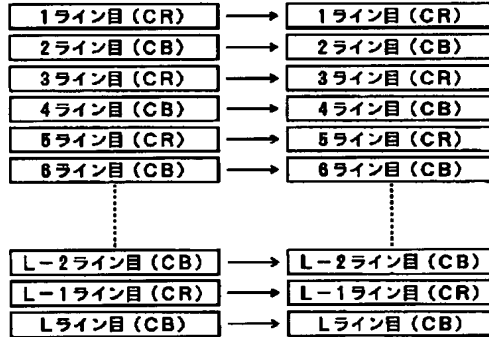 1ライン目(CR) 1ライン目(CR)
2ライン目(CB) 2ライン目(CB)
3ライン目(CR) 3ライン目(CR)
4ライン目(CB) 4ライン目(CB)
5ライン目(CR) 5ライン目(CR)
6ライン目(CB) 6ライン目(CB)
L-2ライン目(CB) L-2ライン目(CB)
L-1ライン目(CR) L-1ライン目(CR)
Lライン目(CB) Lライン目(CB)